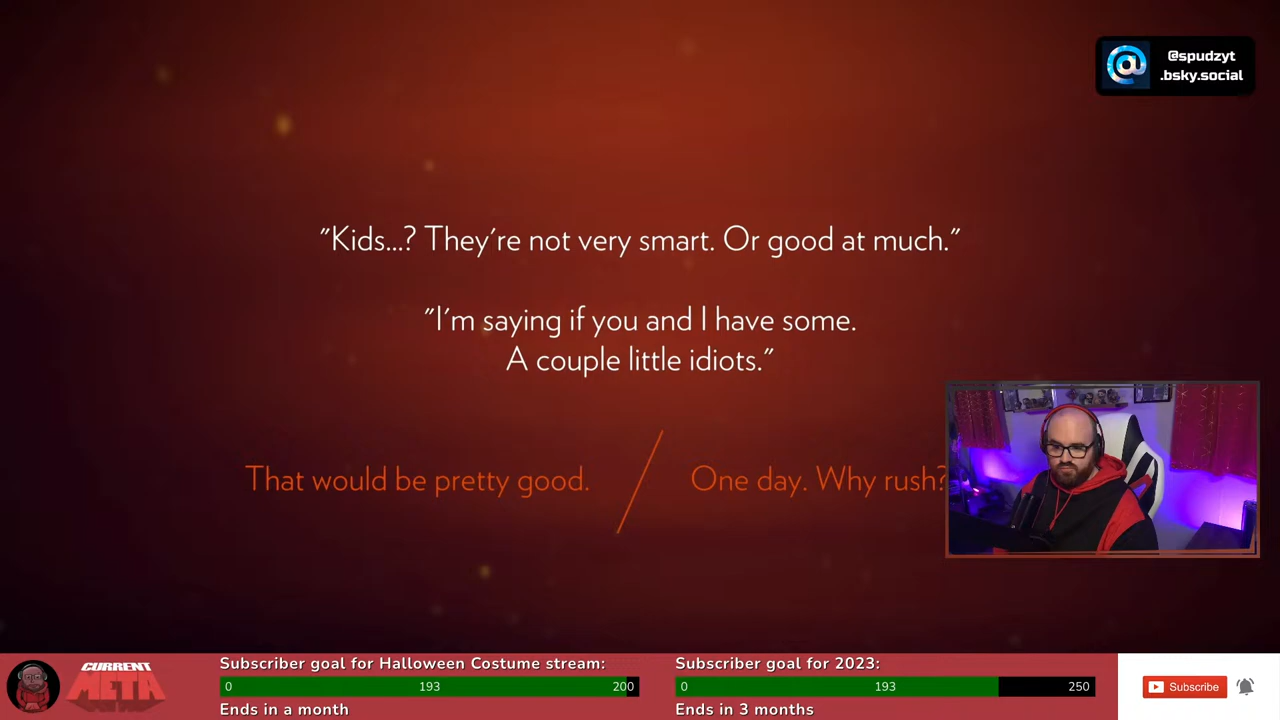 @spudzyt
.bsky.social
"Kids...? They're not very smart. Or good at much."
"I'm saying if you and I have some.
A couple little idiots."
That would be pretty good. / One day. Why rush?
CURRENT
META
Subscriber goal for Halloween Costume stream:
0 193 200
Ends in a month
Subscriber goal for 2023:
0 193 250
Ends in 3 months
Subscribe